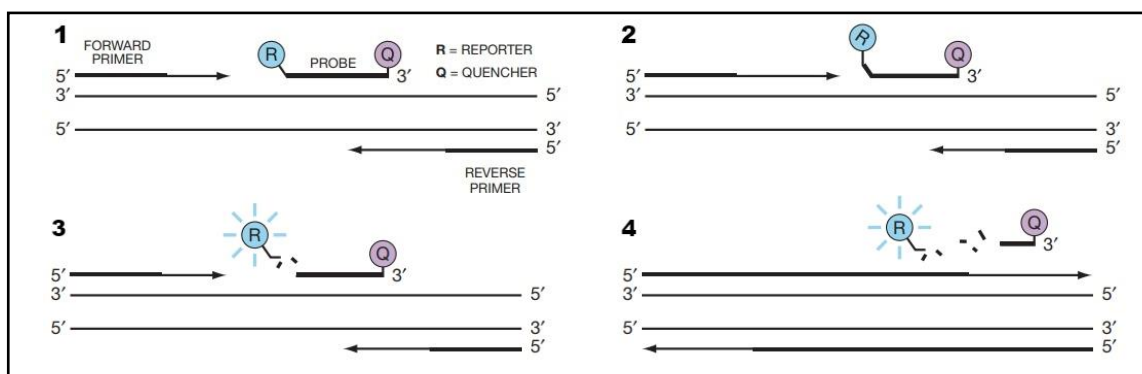 1
FORWARD
PRIMER
R
PROBE
Q
R = REPORTER
Q = QUENCHER
5′
3′
3′
5′
5′
3′
5′
REVERSE
PRIMER
2
R
Q
5′
3′
3′
5′
5′
3′
5′
3
R
Q
5′
3′
3′
5′
5′
3′
5′
4
R
Q
3′
5′
3′
5′
5′
3′
5′